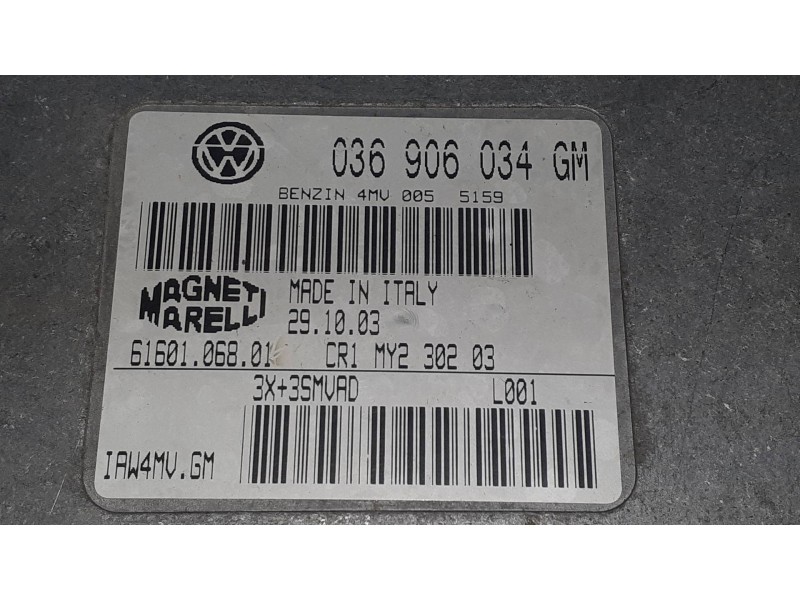 036 906 034 GM
BENZIN 4MV 005 5159
MAGNETI
MARELLI
MADE IN ITALY
29.10.03
61601.068.01 CR1 MY2 302 03
3X+3SMVAD L001
IAW4MV.GM